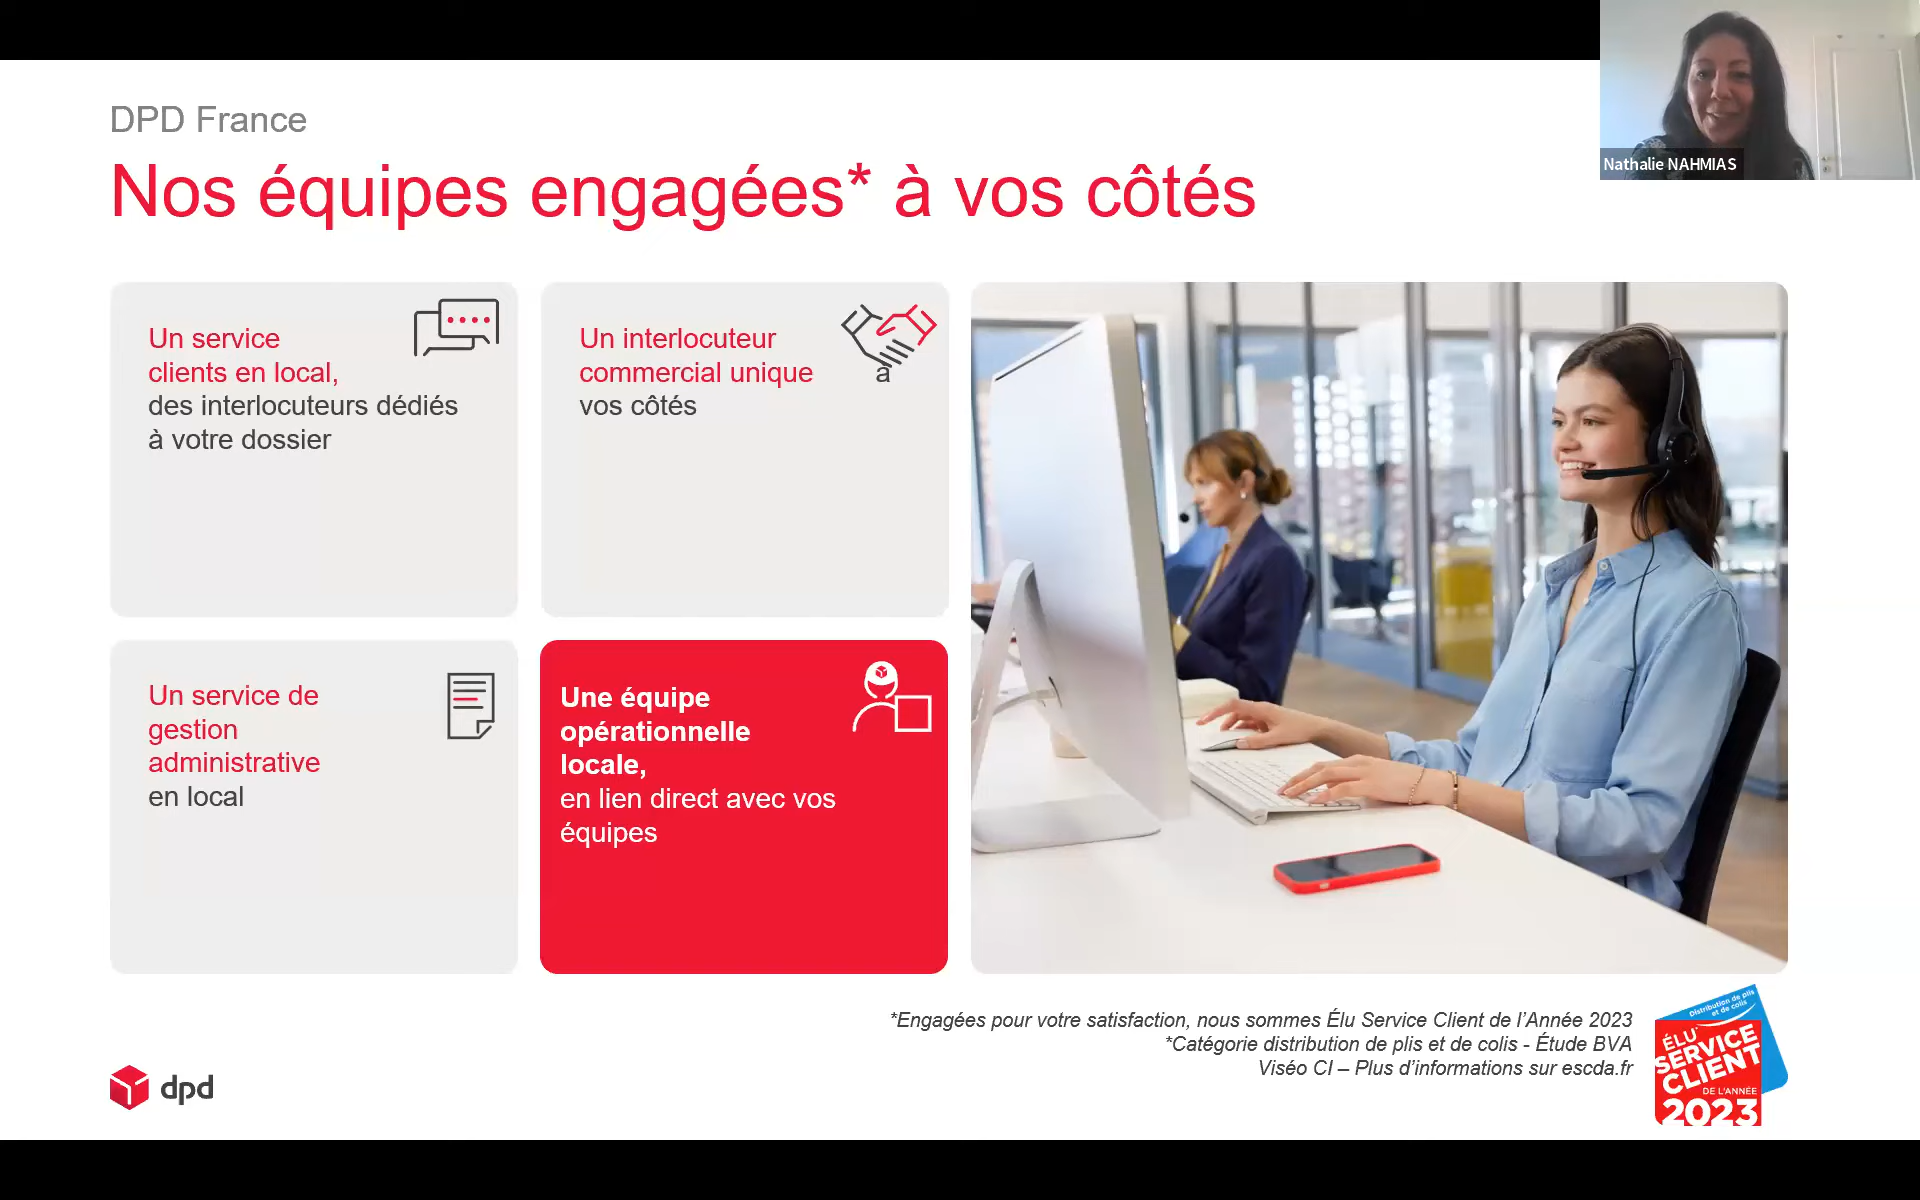 DPD France
Nos équipes engagées* à vos côtés
Nathalie NAHMIAS
Un service
clients en local,
des interlocuteurs dédiés
à votre dossier
Un interlocuteur
commercial unique à
vos côtés
Un service de
gestion
administrative
en local
Une équipe
opérationnelle
locale,
en lien direct avec vos
équipes
*Engagées pour votre satisfaction, nous sommes Élu Service Client de l’Année 2023
*Catégorie distribution de plis et de colis - Étude BVA
Viséo CI – Plus d’informations sur escda.fr
dpd
Distribution de plis
et de colis
ÉLU
SERVICE
CLIENT
DE L'ANNÉE
2023